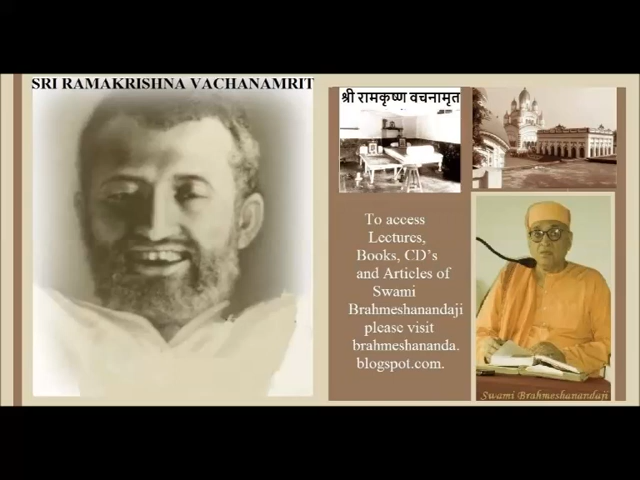 SRI RAMAKRISHNA VACHANAMRIT
श्री रामकृष्ण वचनामृत
To access
Lectures,
Books, CD's
and Articles of
Swami
Brahmeshanandaji
please visit
brahmeshananda.
blogspot.com.
Swami Brahmeshanandaji